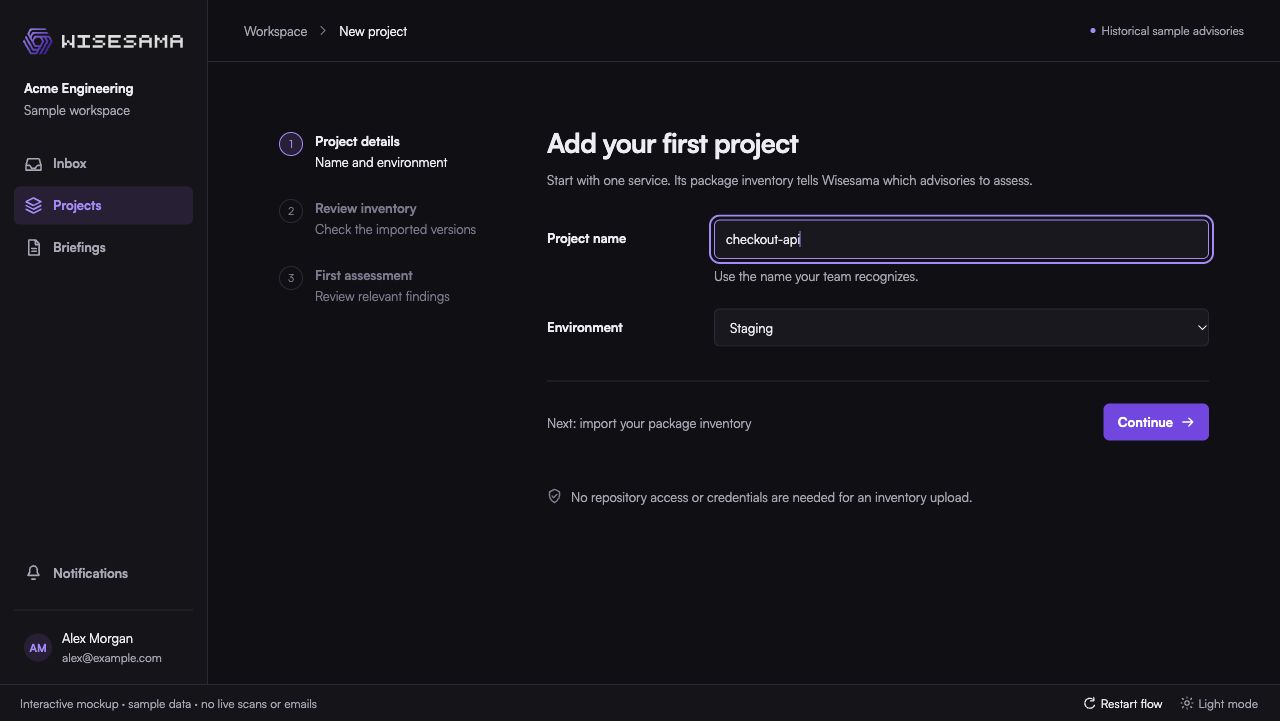 WISESAMA
Acme Engineering
Sample workspace
Inbox
Projects
Briefings
Notifications
AM
Alex Morgan
alex@example.com
Workspace > New project
Historical sample advisories
1
Project details
Name and environment
2
Review inventory
Check the imported versions
3
First assessment
Review relevant findings
Add your first project
Start with one service. Its package inventory tells Wisesama which advisories to assess.
Project name
checkout-api
Use the name your team recognizes.
Environment
Staging
Next: import your package inventory
Continue →
No repository access or credentials are needed for an inventory upload.
Interactive mockup · sample data · no live scans or emails
Restart flow
Light mode